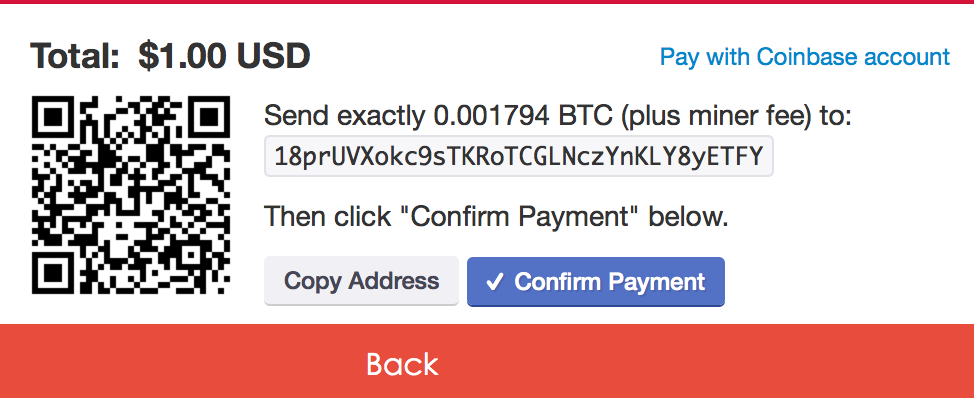 Total: $1.00 USD
Pay with Coinbase account
Send exactly 0.001794 BTC (plus miner fee) to:
18prUVXokc9sTKRoTCGLNczYnKLY8yETFY
Then click "Confirm Payment" below.
Copy Address
✓ Confirm Payment
Back